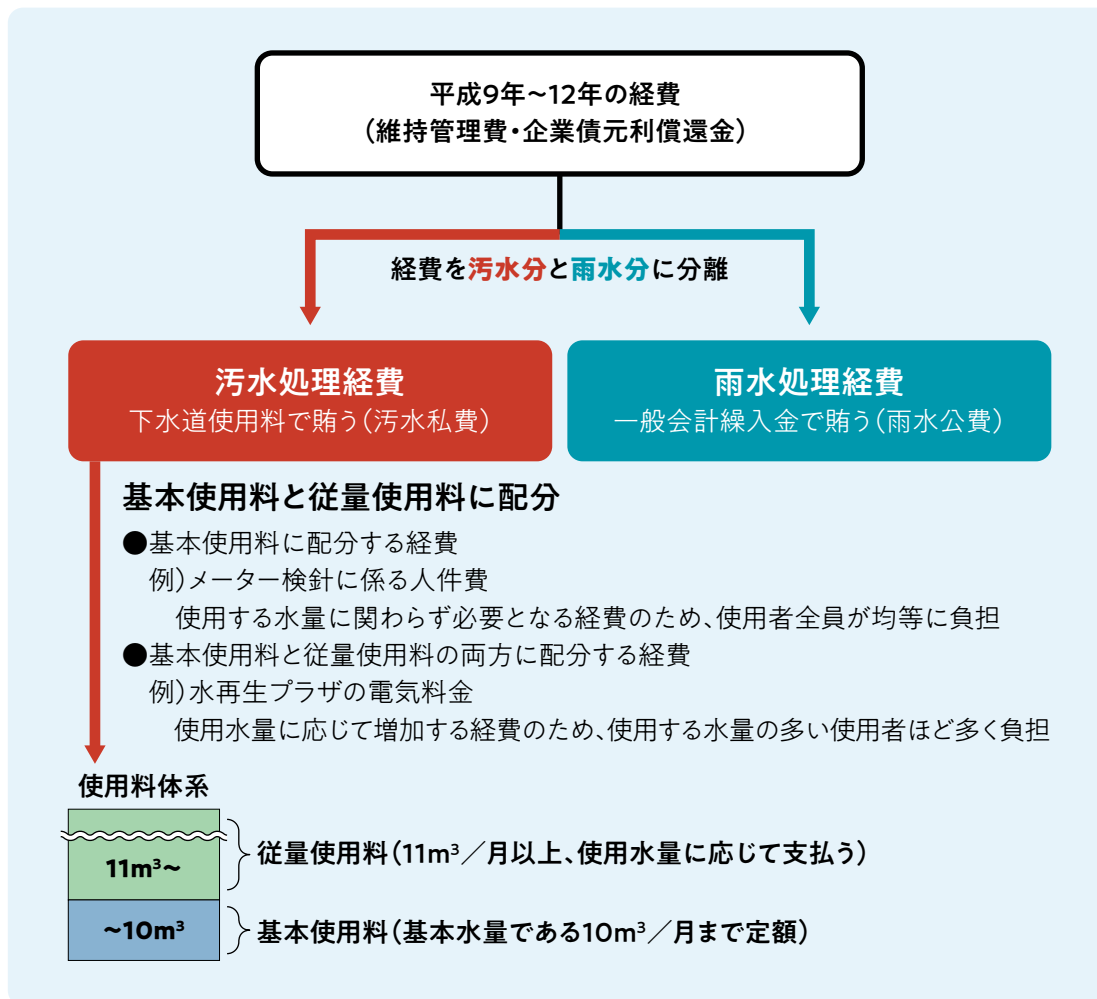 平成9年~12年の経費
(維持管理費・企業債元利償還金)
経費を汚水分と雨水分に分離
汚水処理経費
下水道使用料で賄う(汚水私費)
雨水処理経費
一般会計繰入金で賄う(雨水公費)
基本使用料と従量使用料に配分
●基本使用料に配分する経費
例)メーター検針に係る人件費
使用する水量に関わらず必要となる経費のため、使用者全員が均等に負担
●基本使用料と従量使用料の両方に配分する経費
例)水再生プラザの電気料金
使用水量に応じて増加する経費のため、使用する水量の多い使用者ほど多く負担
使用料体系
11m³~
従量使用料(11m³/月以上、使用水量に応じて支払う)
~10m³
基本使用料(基本水量である10m³/月まで定額)